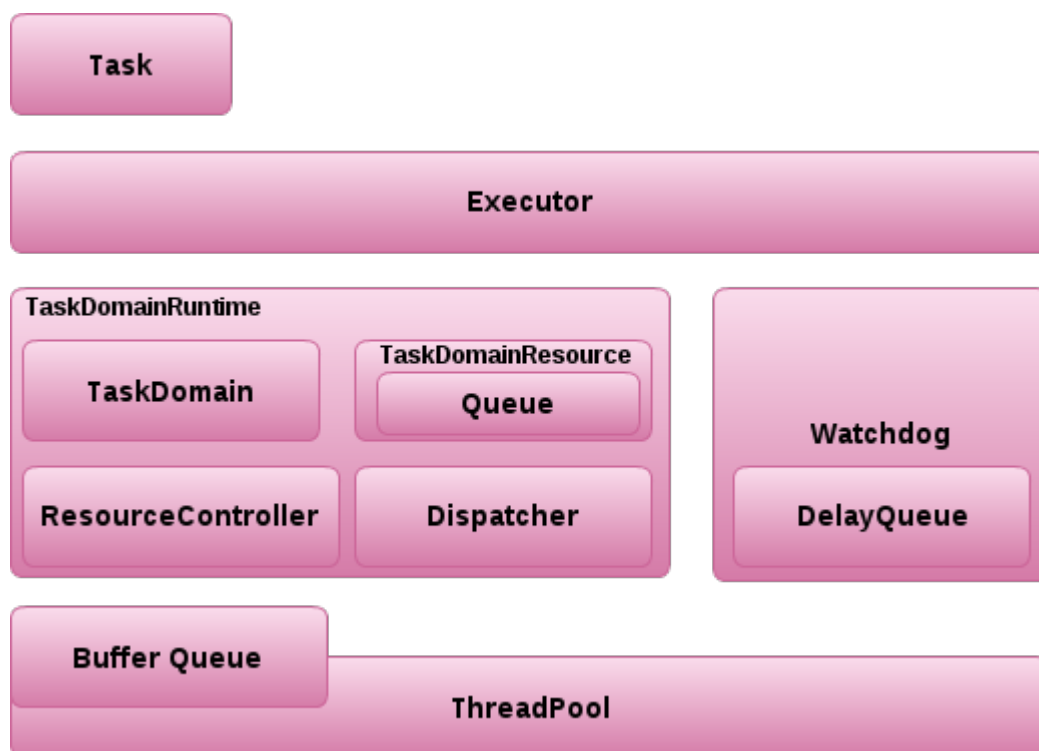 Task
Executor
TaskDomainRuntime
TaskDomain
TaskDomainResource
Queue
ResourceController
Dispatcher
Watchdog
DelayQueue
Buffer Queue
ThreadPool